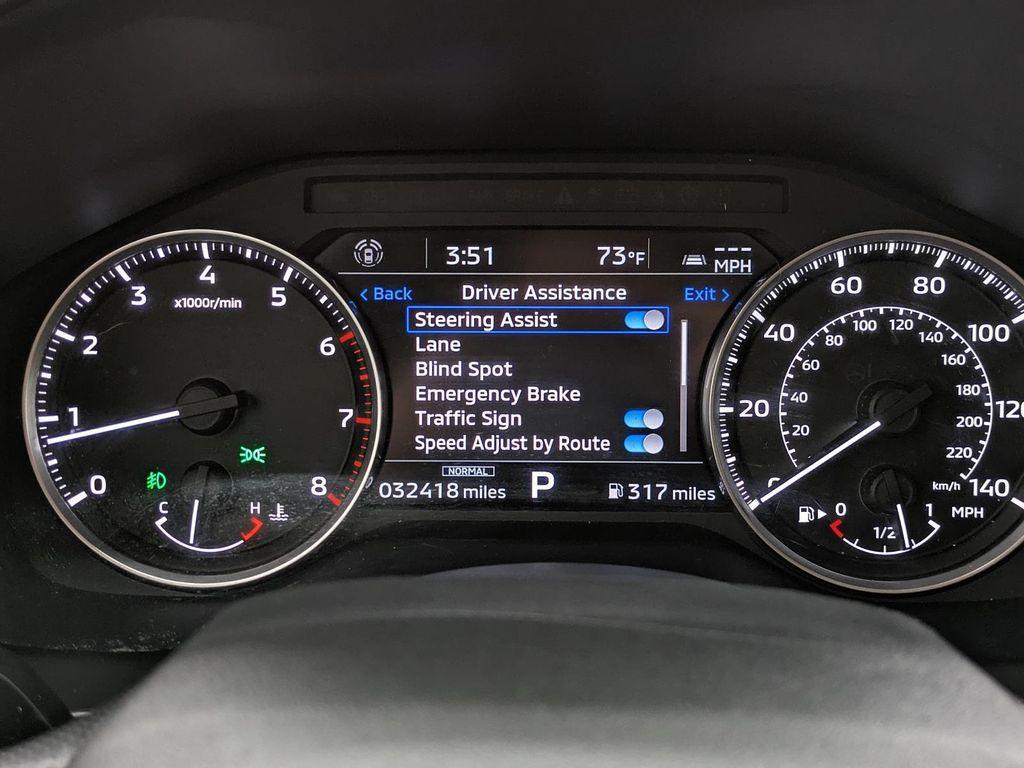 3:51
73°F
MPH
< Back
Driver Assistance
Exit >
Steering Assist
Lane
Blind Spot
Emergency Brake
Traffic Sign
Speed Adjust by Route
NORMAL
032418 miles
P
317 miles
0
1
2
3
4
5
6
7
8
x1000r/min
C
H
0
20
40
60
80
100
120
140
MPH
20
40
60
80
100
120
140
160
180
200
220
km/h
0
1/2
1